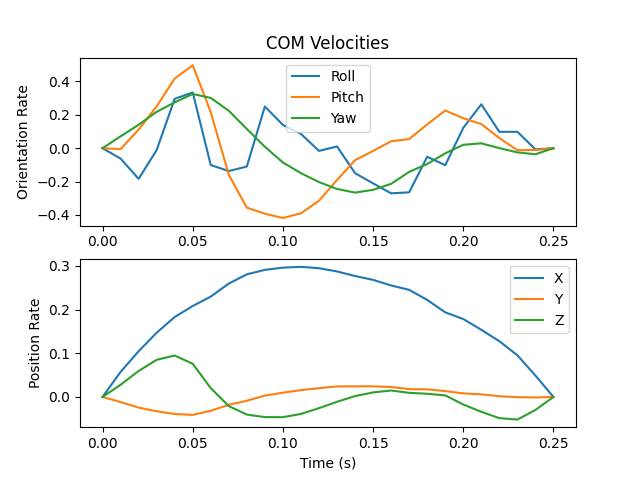 COM Velocities
Orientation Rate
0.4
0.2
0.0
−0.2
−0.4
Roll
Pitch
Yaw
0.00 0.05 0.10 0.15 0.20 0.25
Position Rate
0.3
0.2
0.1
0.0
X
Y
Z
0.00 0.05 0.10 0.15 0.20 0.25
Time (s)